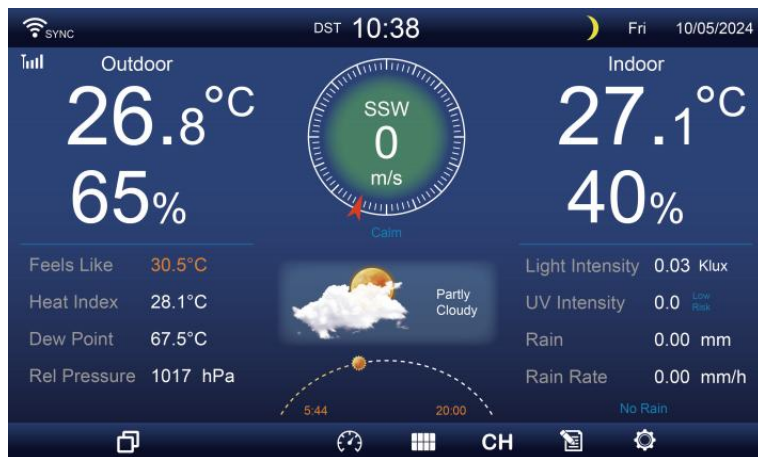 SYNC
DST 10:38
Fri 10/05/2024
Outdoor
26.8°C
65%
SSW
0
m/s
Calm
Indoor
27.1°C
40%
Feels Like 30.5°C
Heat Index 28.1°C
Dew Point 67.5°C
Rel Pressure 1017 hPa
Partly
Cloudy
5:44 20:00
Light Intensity 0.03 Klux
UV Intensity 0.0 Low
Risk
Rain 0.00 mm
Rain Rate 0.00 mm/h
No Rain
CH